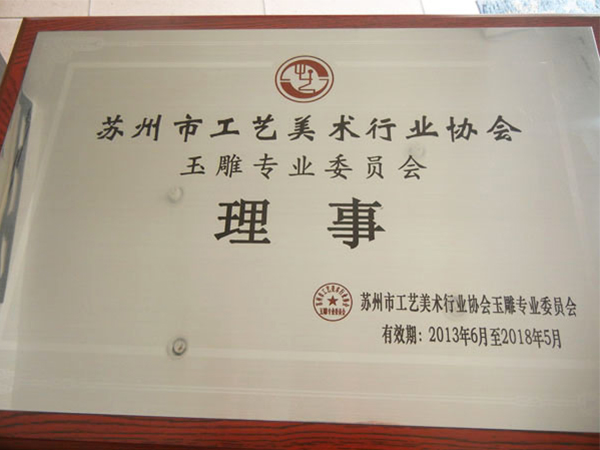 苏州市工艺美术行业协会
玉雕专业委员会
理事
苏州市工艺美术行业协会玉雕专业委员会
有效期：2013年6月至2018年5月